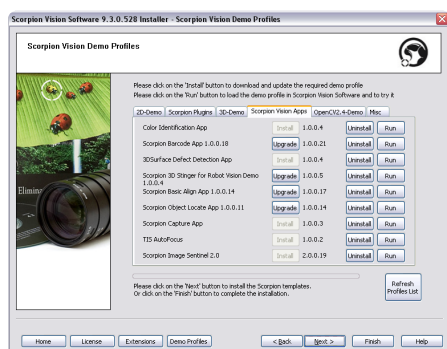 Scorpion Vision Software 9.3.0.528 Installer - Scorpion Vision Demo Profiles
Scorpion Vision Demo Profiles
Please click on the 'Install' button to download and update the required demo profile
Please click on the 'Run' button to load the demo profile in Scorpion Vision Software and to try it
2D-Demo Scorpion Plugins 3D-Demo Scorpion Vision Apps OpenCV2.4-Demo Misc
Color Identification App Install 1.0.0.4 Uninstall Run
Scorpion Barcode App 1.0.0.18 Upgrade 1.0.0.21 Uninstall Run
3DSurface Defect Detection App Install 1.0.0.4 Uninstall Run
Scorpion 3D Stinger for Robot Vision Demo Upgrade 1.0.0.5 Uninstall Run
1.0.0.4
Scorpion Basic Align App 1.0.0.14 Upgrade 1.0.0.17 Uninstall Run
Scorpion Object Locate App 1.0.0.11 Upgrade 1.0.0.14 Uninstall Run
Scorpion Capture App Install 1.0.0.3 Uninstall Run
TIS AutoFocus Install 1.0.0.2 Uninstall Run
Scorpion Image Sentinel 2.0 Install 2.0.0.19 Uninstall Run
Elimina
Please click on the 'Next' button to install the Scorpion templates.
Or click on the 'Finish' button to complete the installation.
Refresh
Profiles List
Home License Extensions Demo Profiles < Back Next > Finish Help